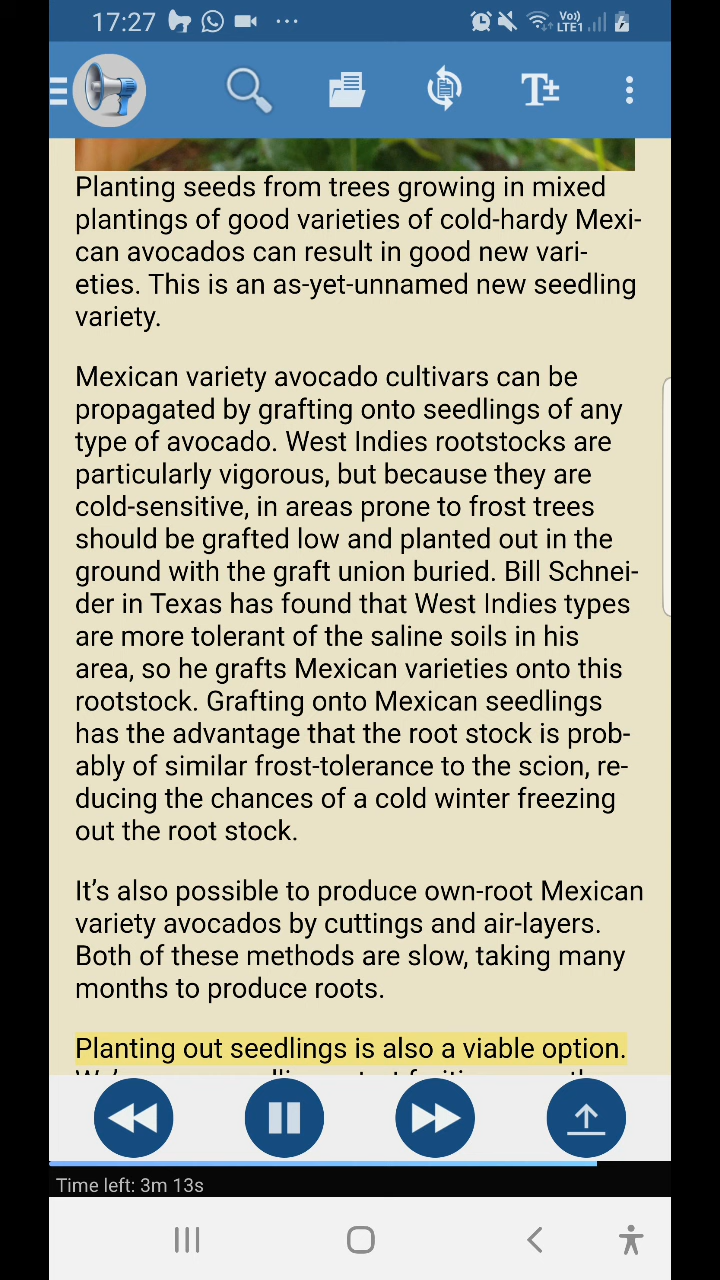 17:27
Vo)) LTE1
T±
Planting seeds from trees growing in mixed
plantings of good varieties of cold-hardy Mexi-
can avocados can result in good new vari-
eties. This is an as-yet-unnamed new seedling
variety.
Mexican variety avocado cultivars can be
propagated by grafting onto seedlings of any
type of avocado. West Indies rootstocks are
particularly vigorous, but because they are
cold-sensitive, in areas prone to frost trees
should be grafted low and planted out in the
ground with the graft union buried. Bill Schnei-
der in Texas has found that West Indies types
are more tolerant of the saline soils in his
area, so he grafts Mexican varieties onto this
rootstock. Grafting onto Mexican seedlings
has the advantage that the root stock is prob-
ably of similar frost-tolerance to the scion, re-
ducing the chances of a cold winter freezing
out the root stock.
It’s also possible to produce own-root Mexican
variety avocados by cuttings and air-layers.
Both of these methods are slow, taking many
months to produce roots.
Planting out seedlings is also a viable option.
Time left: 3m 13s